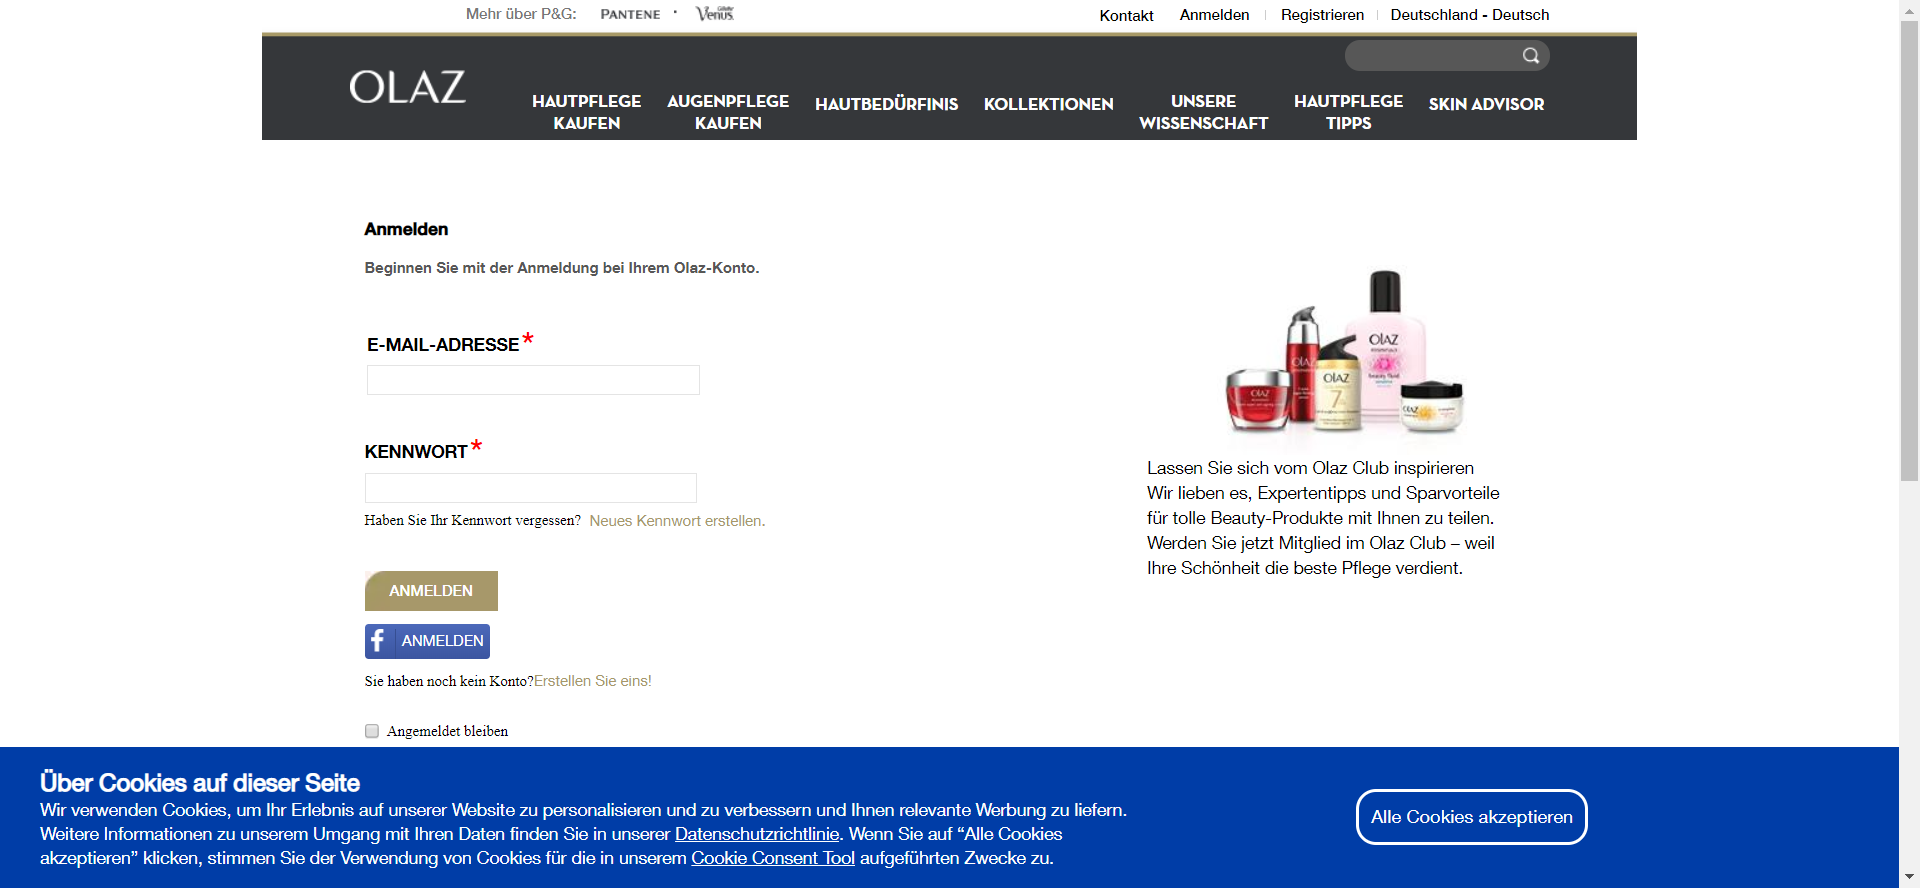 Mehr über P&G: PANTENE · Gillette Venus
Kontakt Anmelden Registrieren Deutschland - Deutsch
OLAZ
HAUTPFLEGE KAUFEN
AUGENPFLEGE KAUFEN
HAUTBEDÜRFINIS
KOLLEKTIONEN
UNSERE WISSENSCHAFT
HAUTPFLEGE TIPPS
SKIN ADVISOR
Anmelden
Beginnen Sie mit der Anmeldung bei Ihrem Olaz-Konto.
E-MAIL-ADRESSE*
KENNWORT*
Haben Sie Ihr Kennwort vergessen? Neues Kennwort erstellen.
ANMELDEN
f ANMELDEN
Sie haben noch kein Konto?Erstellen Sie eins!
Angemeldet bleiben
OLAZ
OLAZ
OLAZ
7
OLAZ
OLAZ
Lassen Sie sich vom Olaz Club inspirieren
Wir lieben es, Expertentipps und Sparvorteile
für tolle Beauty-Produkte mit Ihnen zu teilen.
Werden Sie jetzt Mitglied im Olaz Club – weil
Ihre Schönheit die beste Pflege verdient.
Über Cookies auf dieser Seite
Wir verwenden Cookies, um Ihr Erlebnis auf unserer Website zu personalisieren und zu verbessern und Ihnen relevante Werbung zu liefern.
Weitere Informationen zu unserem Umgang mit Ihren Daten finden Sie in unserer Datenschutzrichtlinie. Wenn Sie auf “Alle Cookies
akzeptieren” klicken, stimmen Sie der Verwendung von Cookies für die in unserem Cookie Consent Tool aufgeführten Zwecke zu.
Alle Cookies akzeptieren